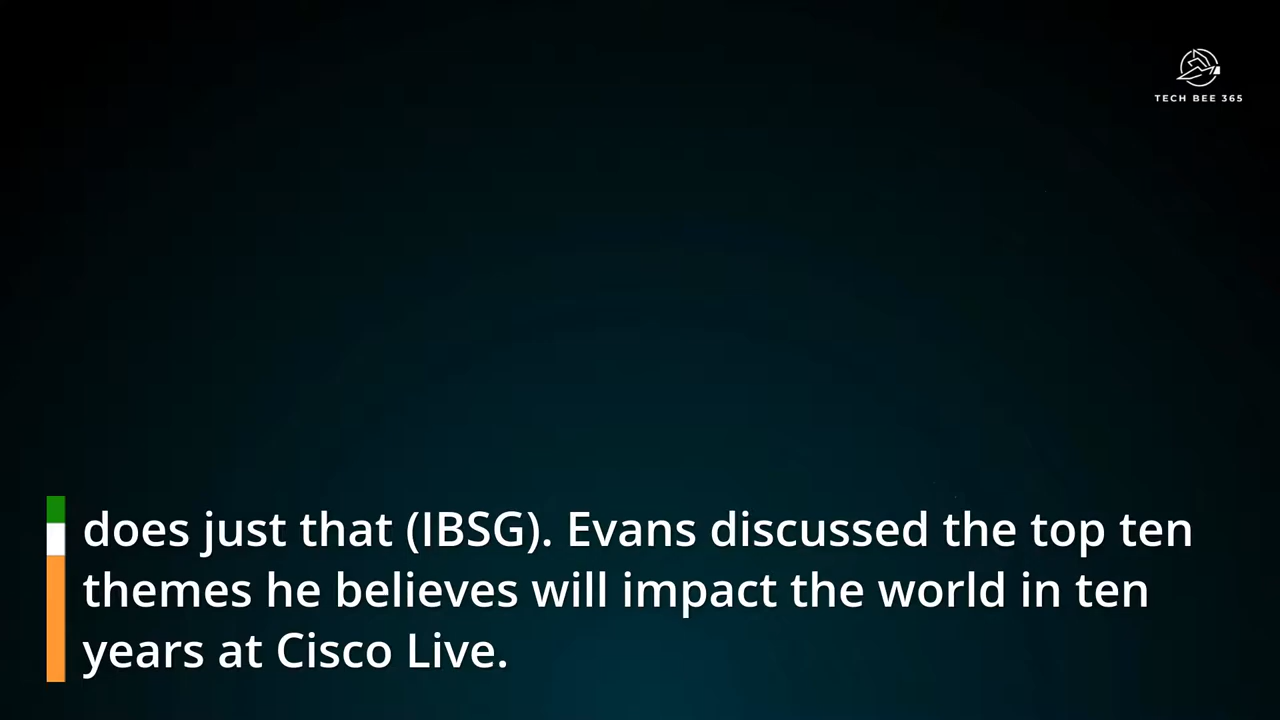 TECH BEE 365
does just that (IBSG). Evans discussed the top ten
themes he believes will impact the world in ten
years at Cisco Live.